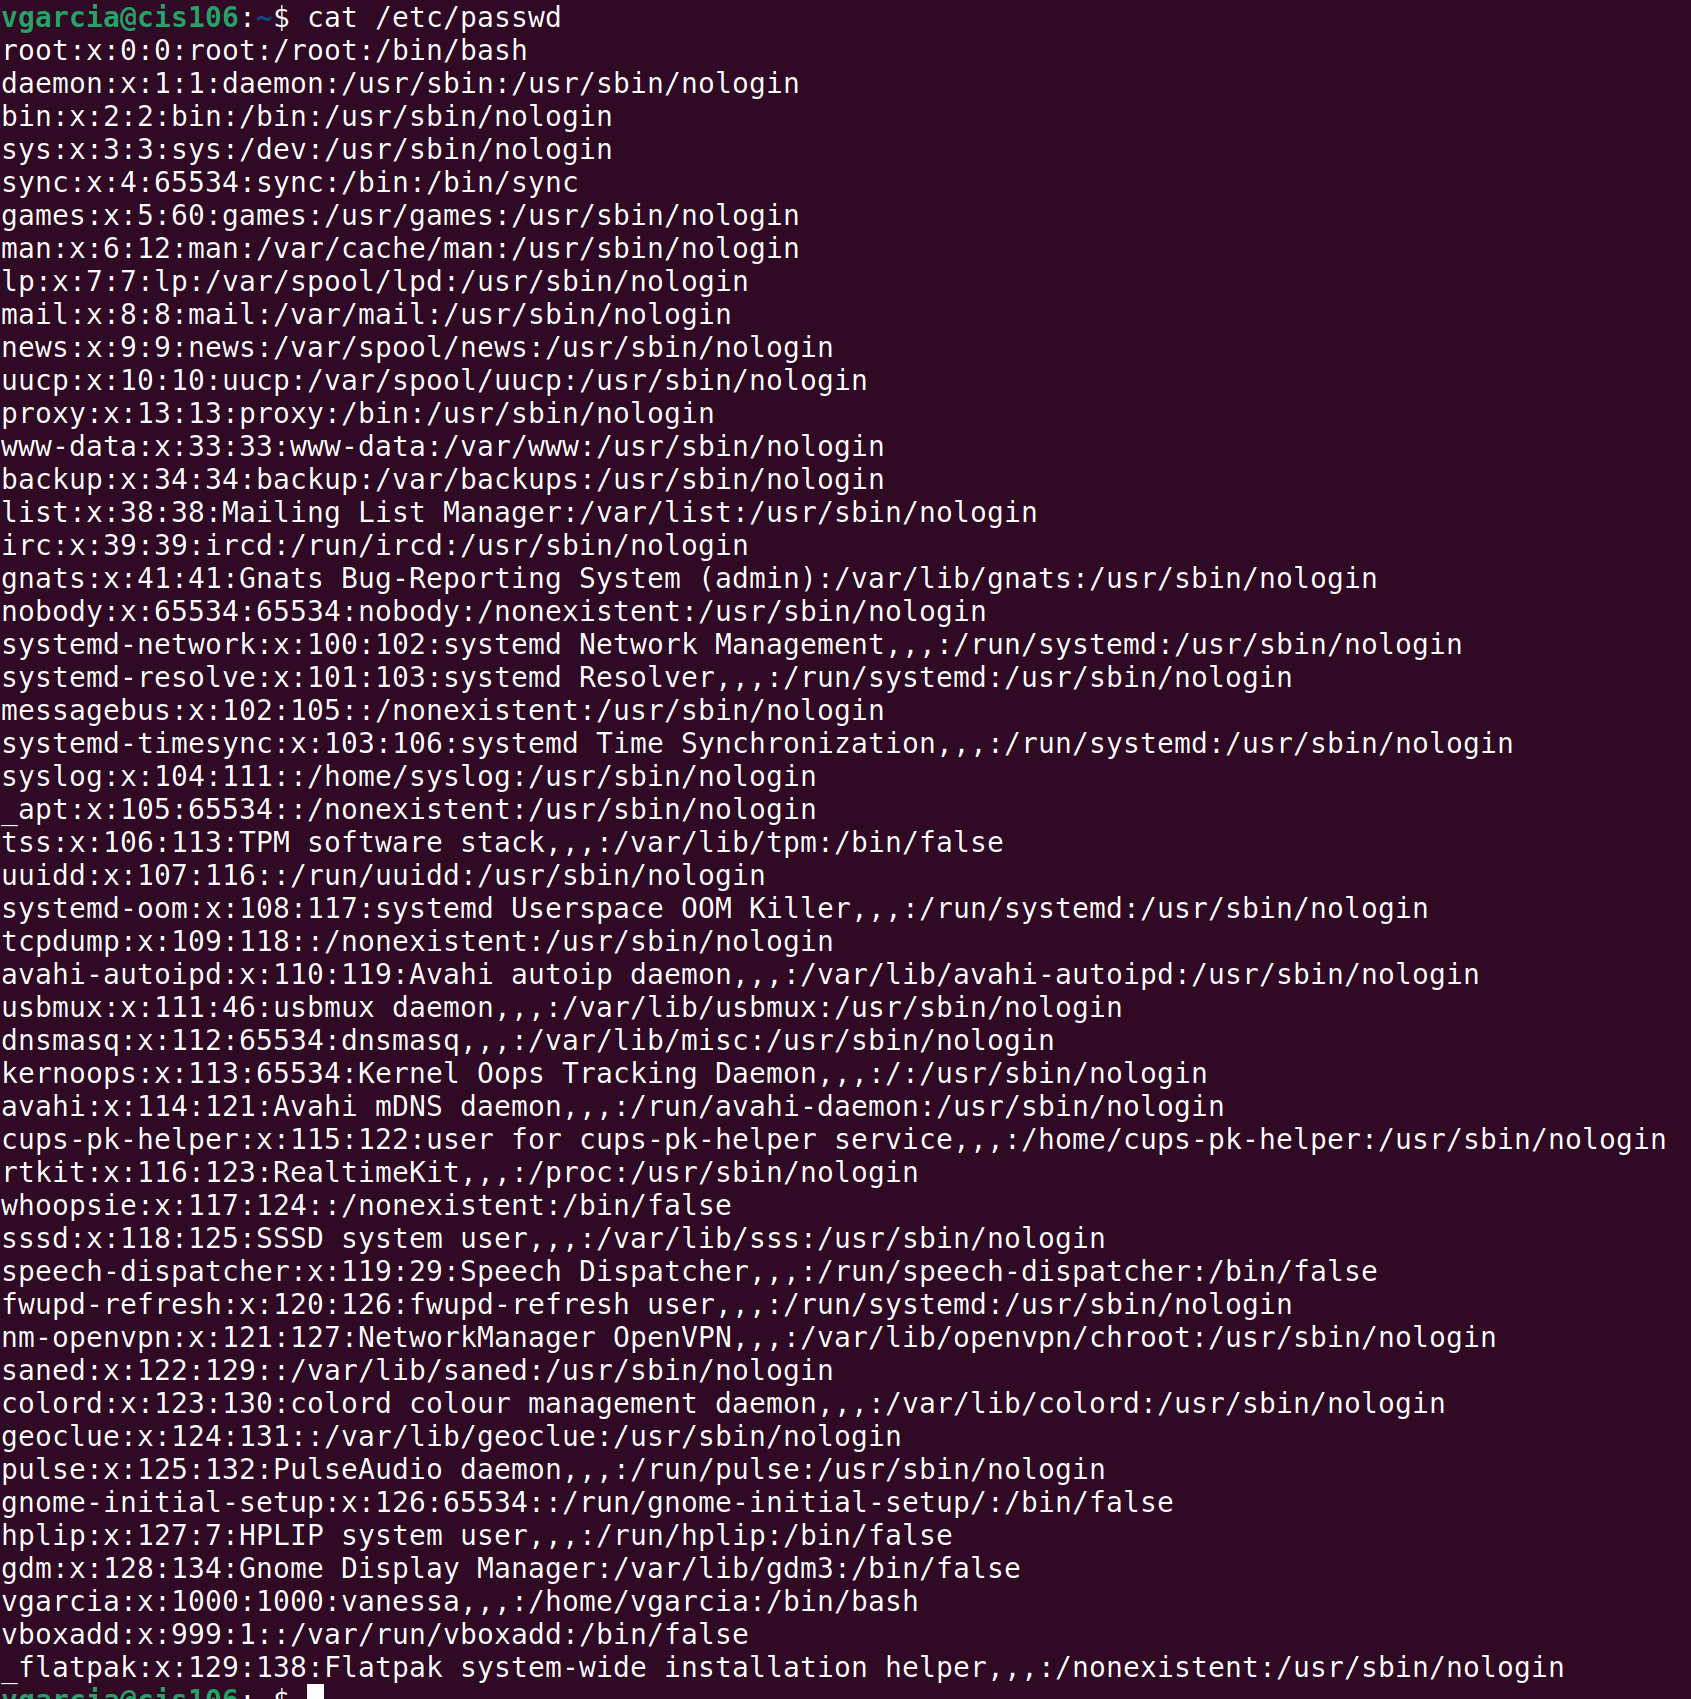 vgarcia@cis106:~$ cat /etc/passwd
root:x:0:0:root:/root:/bin/bash
daemon:x:1:1:daemon:/usr/sbin:/usr/sbin/nologin
bin:x:2:2:bin:/bin:/usr/sbin/nologin
sys:x:3:3:sys:/dev:/usr/sbin/nologin
sync:x:4:65534:sync:/bin:/bin/sync
games:x:5:60:games:/usr/games:/usr/sbin/nologin
man:x:6:12:man:/var/cache/man:/usr/sbin/nologin
lp:x:7:7:lp:/var/spool/lpd:/usr/sbin/nologin
mail:x:8:8:mail:/var/mail:/usr/sbin/nologin
news:x:9:9:news:/var/spool/news:/usr/sbin/nologin
uucp:x:10:10:uucp:/var/spool/uucp:/usr/sbin/nologin
proxy:x:13:13:proxy:/bin:/usr/sbin/nologin
www-data:x:33:33:www-data:/var/www:/usr/sbin/nologin
backup:x:34:34:backup:/var/backups:/usr/sbin/nologin
list:x:38:38:Mailing List Manager:/var/list:/usr/sbin/nologin
irc:x:39:39:ircd:/run/ircd:/usr/sbin/nologin
gnats:x:41:41:Gnats Bug-Reporting System (admin):/var/lib/gnats:/usr/sbin/nologin
nobody:x:65534:65534:nobody:/nonexistent:/usr/sbin/nologin
systemd-network:x:100:102:systemd Network Management,,,:/run/systemd:/usr/sbin/nologin
systemd-resolve:x:101:103:systemd Resolver,,,:/run/systemd:/usr/sbin/nologin
messagebus:x:102:105::/nonexistent:/usr/sbin/nologin
systemd-timesync:x:103:106:systemd Time Synchronization,,,:/run/systemd:/usr/sbin/nologin
syslog:x:104:111::/home/syslog:/usr/sbin/nologin
_apt:x:105:65534::/nonexistent:/usr/sbin/nologin
tss:x:106:113:TPM software stack,,,:/var/lib/tpm:/bin/false
uuidd:x:107:116::/run/uuidd:/usr/sbin/nologin
systemd-oom:x:108:117:systemd Userspace OOM Killer,,,:/run/systemd:/usr/sbin/nologin
tcpdump:x:109:118::/nonexistent:/usr/sbin/nologin
avahi-autoipd:x:110:119:Avahi autoip daemon,,,:/var/lib/avahi-autoipd:/usr/sbin/nologin
usbmux:x:111:46:usbmux daemon,,,:/var/lib/usbmux:/usr/sbin/nologin
dnsmasq:x:112:65534:dnsmasq,,,:/var/lib/misc:/usr/sbin/nologin
kernoops:x:113:65534:Kernel Oops Tracking Daemon,,,:/:/usr/sbin/nologin
avahi:x:114:121:Avahi mDNS daemon,,,:/run/avahi-daemon:/usr/sbin/nologin
cups-pk-helper:x:115:122:user for cups-pk-helper service,,,:/home/cups-pk-helper:/usr/sbin/nologin
rtkit:x:116:123:RealtimeKit,,,:/proc:/usr/sbin/nologin
whoopsie:x:117:124::/nonexistent:/bin/false
sssd:x:118:125:SSSD system user,,,:/var/lib/sss:/usr/sbin/nologin
speech-dispatcher:x:119:29:Speech Dispatcher,,,:/run/speech-dispatcher:/bin/false
fwupd-refresh:x:120:126:fwupd-refresh user,,,:/run/systemd:/usr/sbin/nologin
nm-openvpn:x:121:127:NetworkManager OpenVPN,,,:/var/lib/openvpn/chroot:/usr/sbin/nologin
saned:x:122:129::/var/lib/saned:/usr/sbin/nologin
colord:x:123:130:colord colour management daemon,,,:/var/lib/colord:/usr/sbin/nologin
geoclue:x:124:131::/var/lib/geoclue:/usr/sbin/nologin
pulse:x:125:132:PulseAudio daemon,,,:/run/pulse:/usr/sbin/nologin
gnome-initial-setup:x:126:65534::/run/gnome-initial-setup/:/bin/false
hplip:x:127:7:HPLIP system user,,,:/run/hplip:/bin/false
gdm:x:128:134:Gnome Display Manager:/var/lib/gdm3:/bin/false
vgarcia:x:1000:1000:vanessa,,,:/home/vgarcia:/bin/bash
vboxadd:x:999:1::/var/run/vboxadd:/bin/false
_flatpak:x:129:138:Flatpak system-wide installation helper,,,:/nonexistent:/usr/sbin/nologin
vgarcia@cis106:~$